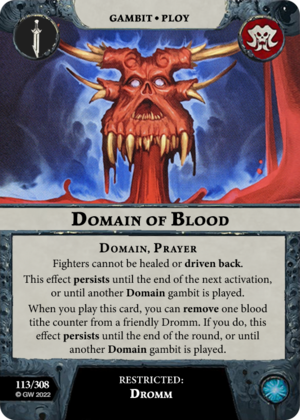 GAMBIT • PLOY
DOMAIN OF BLOOD
DOMAIN, PRAYER
Fighters cannot be healed or driven back.
This effect persists until the end of the next activation,
or until another Domain gambit is played.
When you play this card, you can remove one blood
tithe counter from a friendly Dromm. If you do, this
effect persists until the end of the round, or until
another Domain gambit is played.
113/308
© GW 2022
RESTRICTED:
DROMM